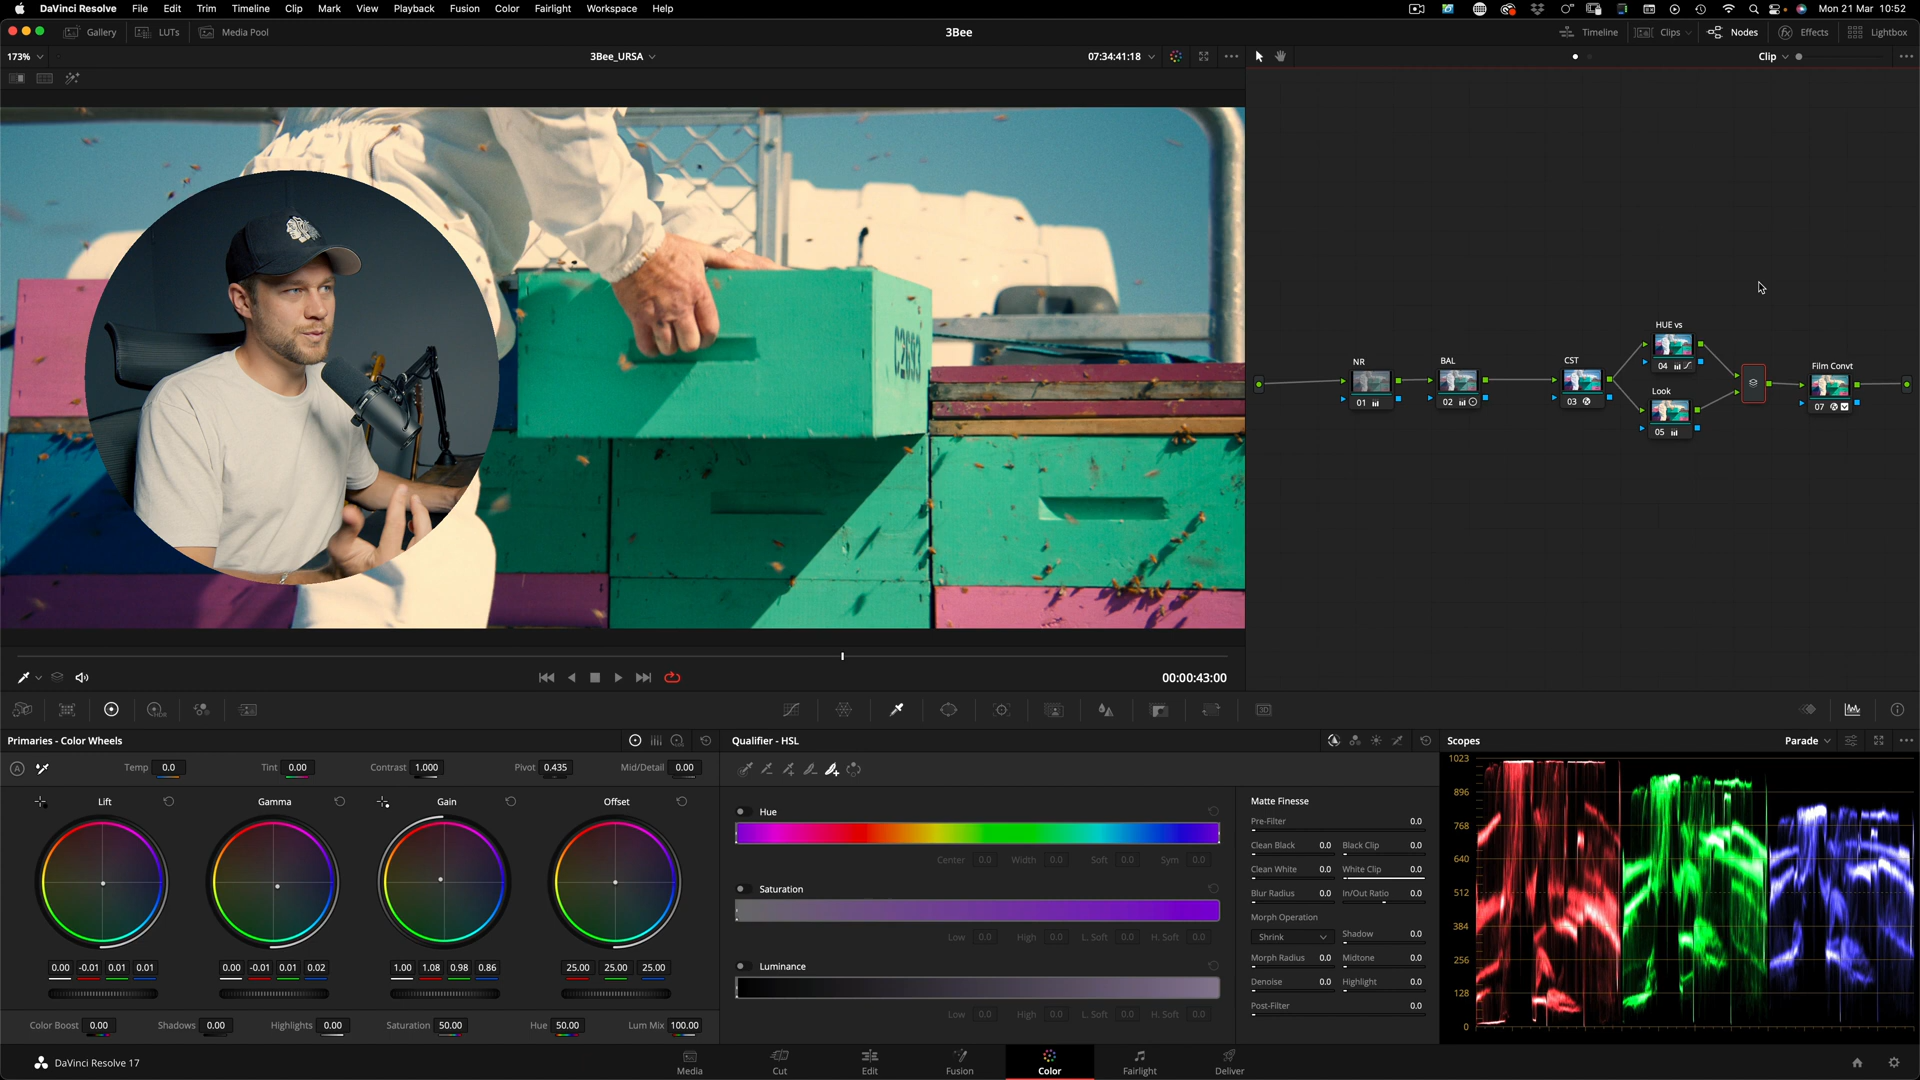 DaVinci Resolve File Edit Trim Timeline Clip Mark View Playback Fusion Color Fairlight Workspace Help Mon 21 Mar 10:52
Gallery LUTs Media Pool 3Bee Timeline Clips Nodes Effects Lightbox
173% 3Bee_URSA 07:34:41:18 Clip
C2693
NR
01
BAL
02
CST
03
HUE vs
04
Look
05
Film Convt
07
00:00:43:00
Primaries - Color Wheels
Temp 0.0 Tint 0.00 Contrast 1.000 Pivot 0.435 Mid/Detail 0.00
Lift Gamma Gain Offset
0.00 -0.01 0.01 0.01 0.00 -0.01 0.01 0.02 1.00 1.08 0.98 0.86 25.00 25.00 25.00
Color Boost 0.00 Shadows 0.00 Highlights 0.00 Saturation 50.00 Hue 50.00 Lum Mix 100.00
Qualifier - HSL
Hue
Center 0.0 Width 0.0 Soft 0.0 Sym 0.0
Saturation
Low 0.0 High 0.0 L. Soft 0.0 H. Soft 0.0
Luminance
Low 0.0 High 0.0 L. Soft 0.0 H. Soft 0.0
Matte Finesse
Pre-Filter 0.0
Clean Black 0.0 Black Clip 0.0
Clean White 0.0 White Clip 0.0
Blur Radius 0.0 In/Out Ratio 0.0
Morph Operation
Shrink Shadow 0.0
Morph Radius 0.0 Midtone 0.0
Denoise 0.0 Highlight 0.0
Post-Filter 0.0
Scopes Parade
1023
896
768
640
512
384
256
128
0
DaVinci Resolve 17 Media Cut Edit Fusion Color Fairlight Deliver